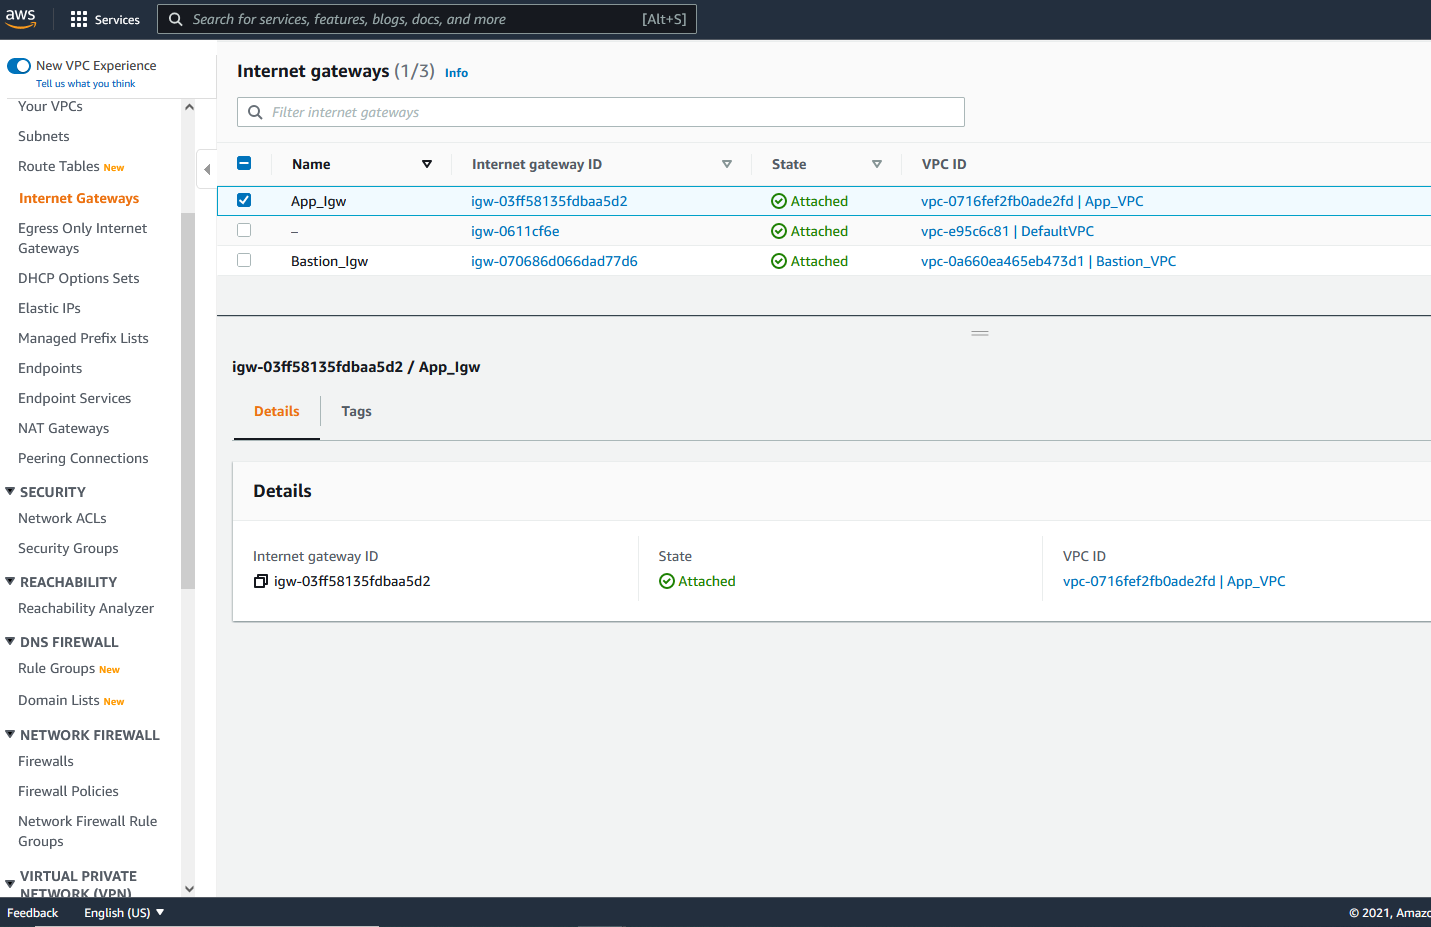 aws
Services
Search for services, features, blogs, docs, and more [Alt+S]
New VPC Experience
Tell us what you think
Your VPCs
Subnets
Route Tables New
Internet Gateways
Egress Only Internet
Gateways
DHCP Options Sets
Elastic IPs
Managed Prefix Lists
Endpoints
Endpoint Services
NAT Gateways
Peering Connections
SECURITY
Network ACLs
Security Groups
REACHABILITY
Reachability Analyzer
DNS FIREWALL
Rule Groups New
Domain Lists New
NETWORK FIREWALL
Firewalls
Firewall Policies
Network Firewall Rule
Groups
VIRTUAL PRIVATE
NETWORK (VPN)
Internet gateways (1/3) Info
Filter internet gateways
Name Internet gateway ID State VPC ID
App_Igw igw-03ff58135fdbaa5d2 Attached vpc-0716fef2fb0ade2fd | App_VPC
– igw-0611cf6e Attached vpc-e95c6c81 | DefaultVPC
Bastion_Igw igw-070686d066dad77d6 Attached vpc-0a660ea465eb473d1 | Bastion_VPC
igw-03ff58135fdbaa5d2 / App_Igw
Details Tags
Details
Internet gateway ID State VPC ID
igw-03ff58135fdbaa5d2 Attached vpc-0716fef2fb0ade2fd | App_VPC
Feedback English (US) © 2021, Amazo